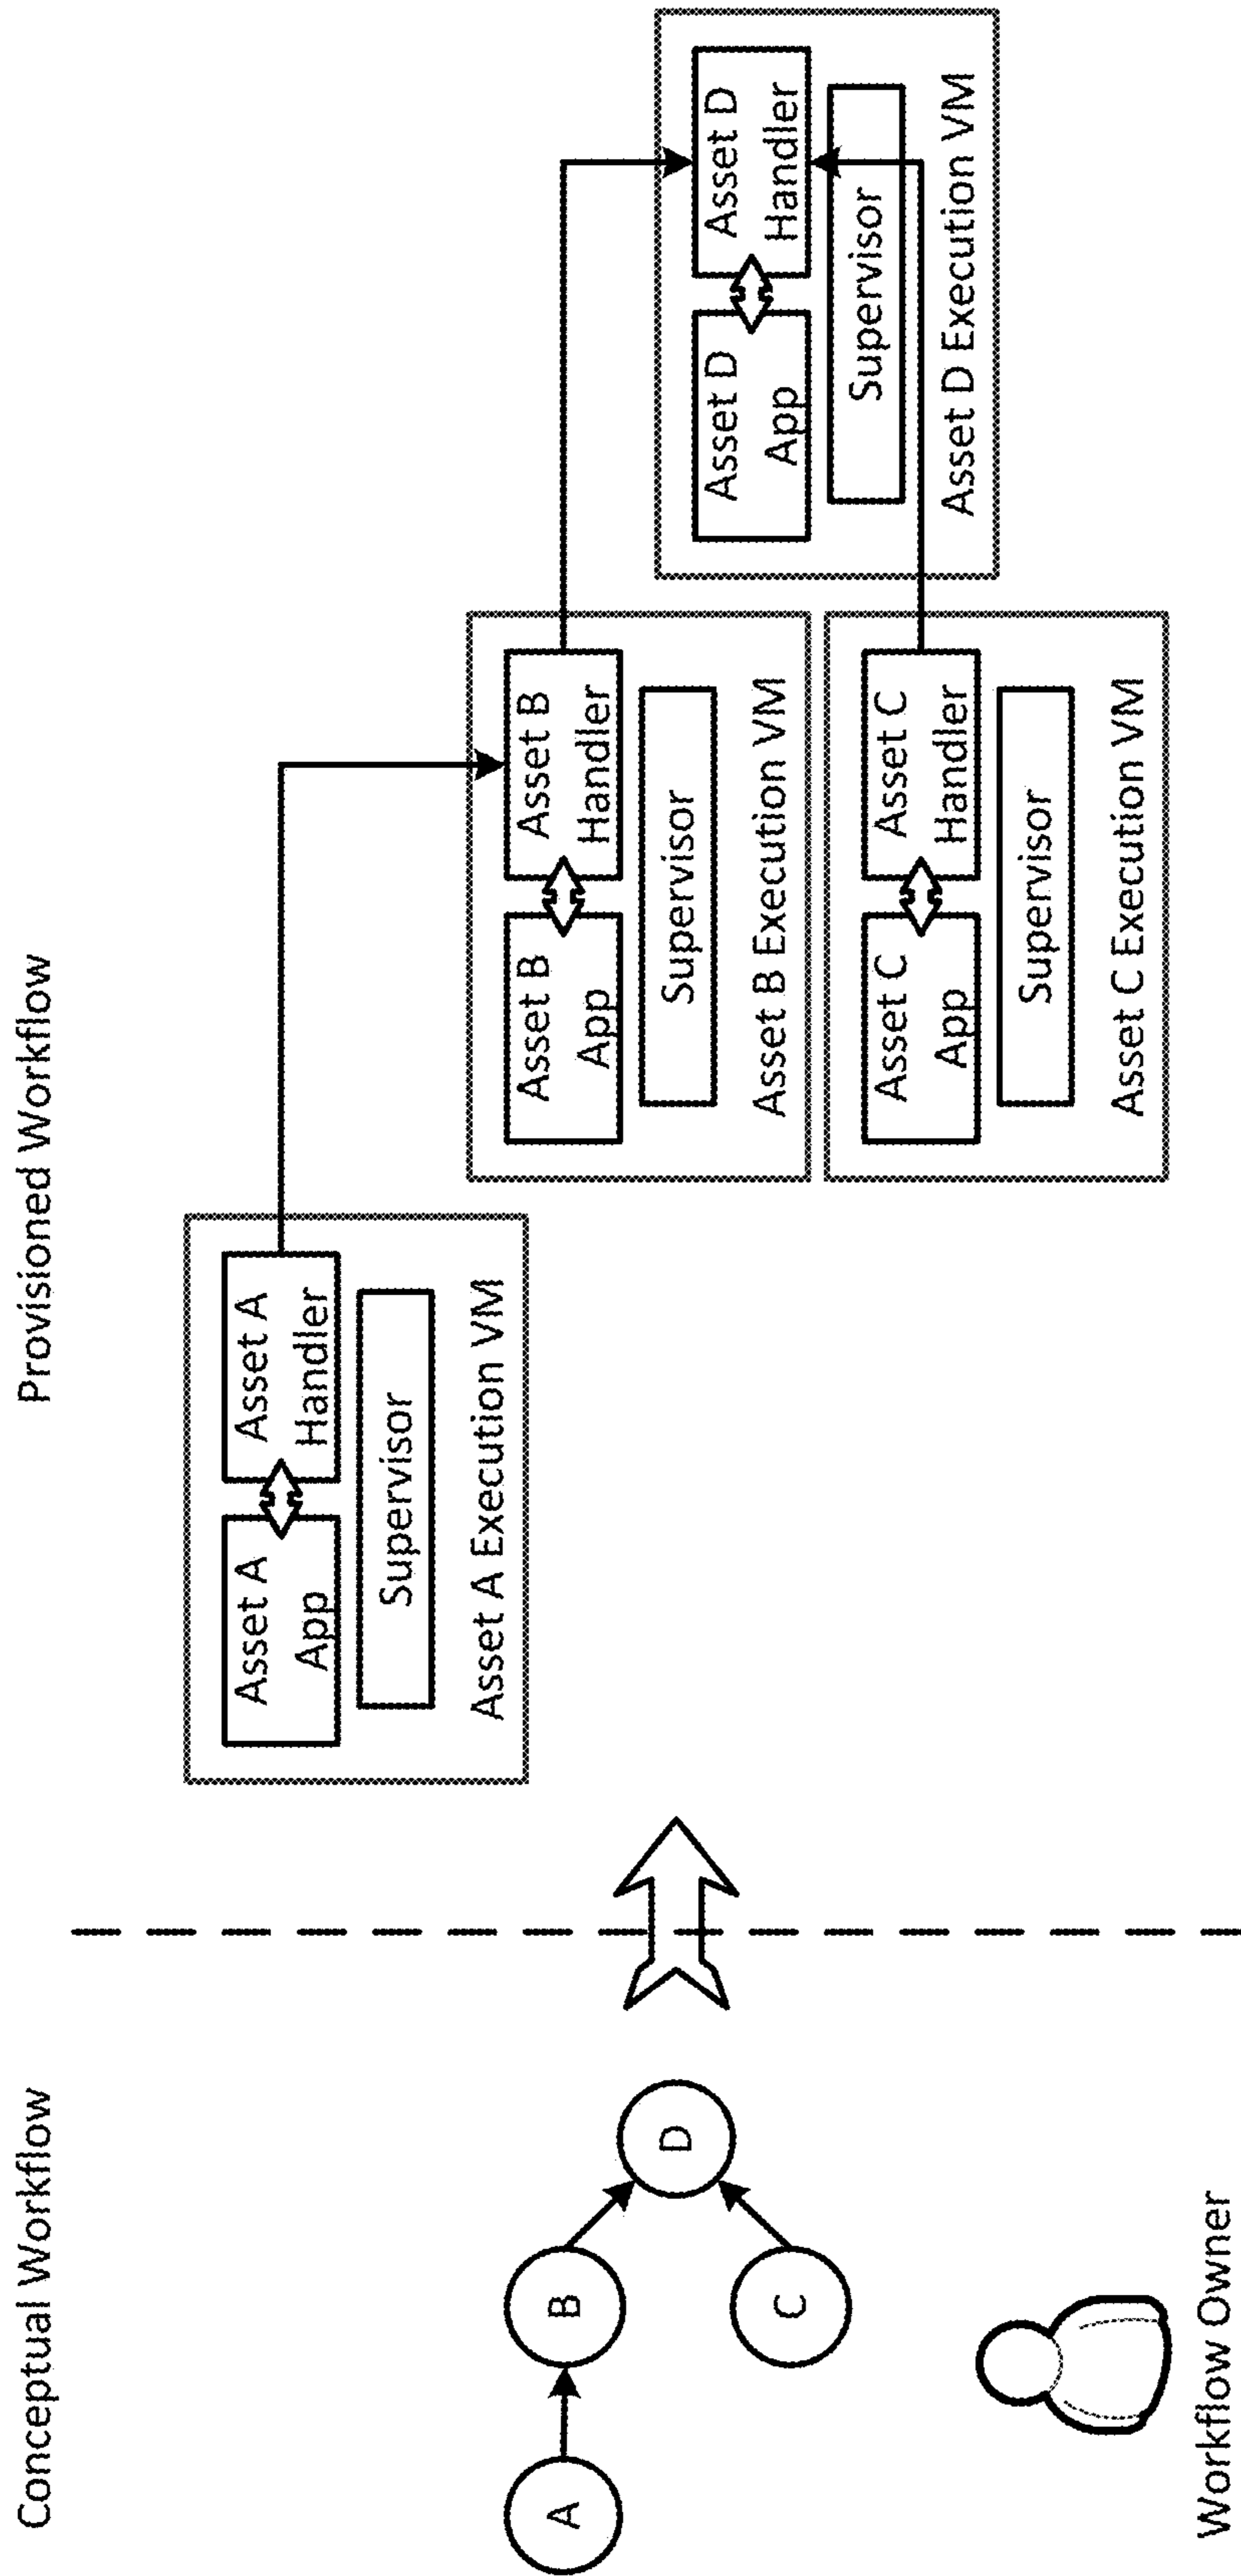 Conceptual Workflow
A
B
C
D
Workflow Owner
Provisioned Workflow
Asset A
App
Asset A
Handler
Supervisor
Asset A Execution VM
Asset B
App
Asset B
Handler
Supervisor
Asset B Execution VM
Asset C
App
Asset C
Handler
Supervisor
Asset C Execution VM
Asset D
App
Asset D
Handler
Supervisor
Asset D Execution VM